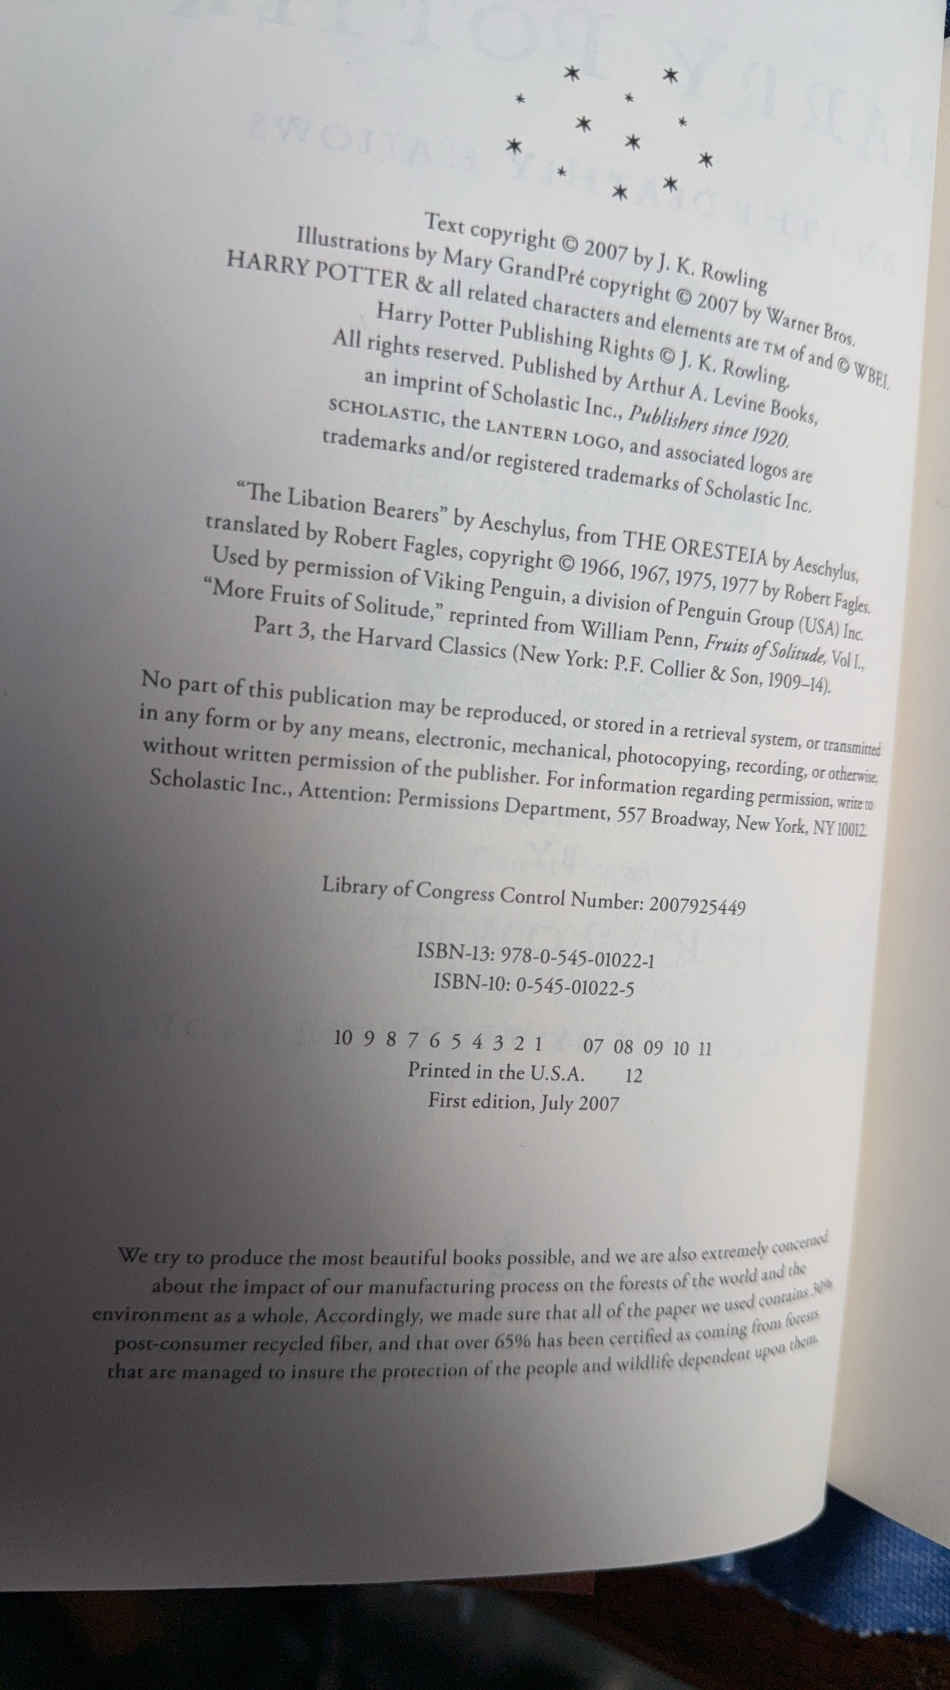 Text copyright © 2007 by J. K. Rowling
Illustrations by Mary GrandPré copyright © 2007 by Warner Bros.
HARRY POTTER & all related characters and elements are TM of and © WBEI.
Harry Potter Publishing Rights © J. K. Rowling.
All rights reserved. Published by Arthur A. Levine Books,
an imprint of Scholastic Inc., Publishers since 1920.
SCHOLASTIC, the LANTERN LOGO, and associated logos are
trademarks and/or registered trademarks of Scholastic Inc.
“The Libation Bearers” by Aeschylus, from THE ORESTEIA by Aeschylus,
translated by Robert Fagles, copyright © 1966, 1967, 1975, 1977 by Robert Fagles.
Used by permission of Viking Penguin, a division of Penguin Group (USA) Inc.
“More Fruits of Solitude,” reprinted from William Penn, Fruits of Solitude, Vol I.,
Part 3, the Harvard Classics (New York: P.F. Collier & Son, 1909–14).
No part of this publication may be reproduced, or stored in a retrieval system, or transmitted
in any form or by any means, electronic, mechanical, photocopying, recording, or otherwise,
without written permission of the publisher. For information regarding permission, write to
Scholastic Inc., Attention: Permissions Department, 557 Broadway, New York, NY 10012.
Library of Congress Control Number: 2007925449
ISBN-13: 978-0-545-01022-1
ISBN-10: 0-545-01022-5
10 9 8 7 6 5 4 3 2 1 07 08 09 10 11
Printed in the U.S.A. 12
First edition, July 2007
We try to produce the most beautiful books possible, and we are also extremely concerned
about the impact of our manufacturing process on the forests of the world and the
environment as a whole. Accordingly, we made sure that all of the paper we used contains 30%
post-consumer recycled fiber, and that over 65% has been certified as coming from forests
that are managed to insure the protection of the people and wildlife dependent upon them.